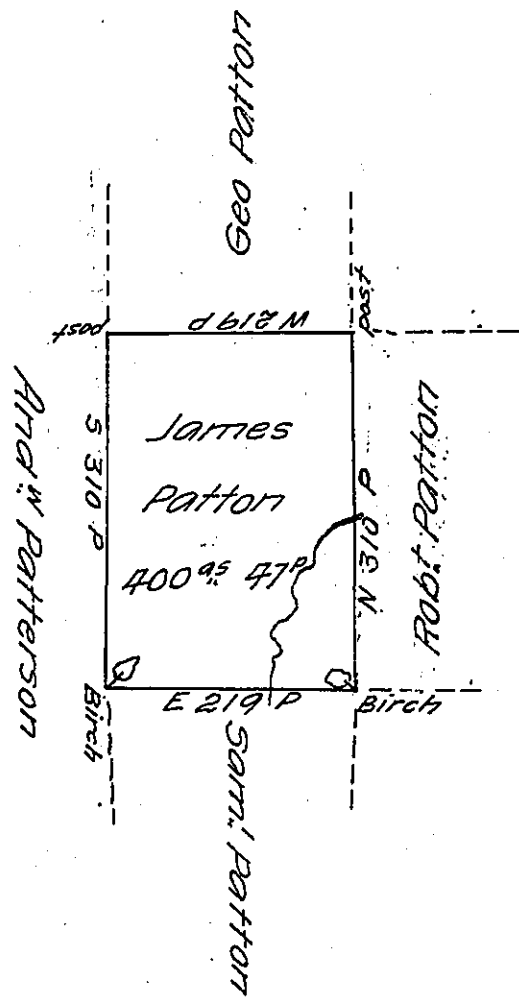 Geo Patton
post
W 219 P
post
Andw. Patterson
S 310 P
James
Patton
400 as 47 P
N 310 P
Robt. Patton
Birch
E 219 P
Birch
Saml. Patton